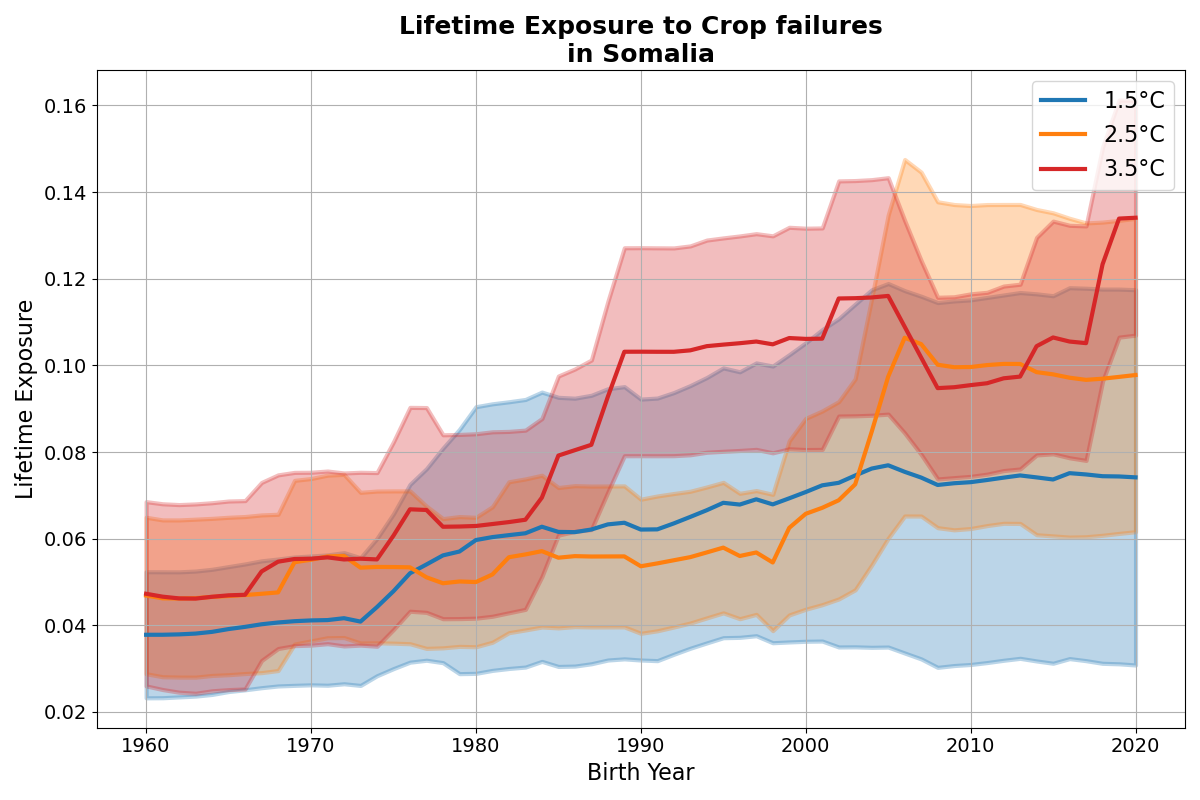 Lifetime Exposure to Crop failures
in Somalia
1.5°C
2.5°C
3.5°C
Lifetime Exposure
0.16
0.14
0.12
0.10
0.08
0.06
0.04
0.02
1960 1970 1980 1990 2000 2010 2020
Birth Year